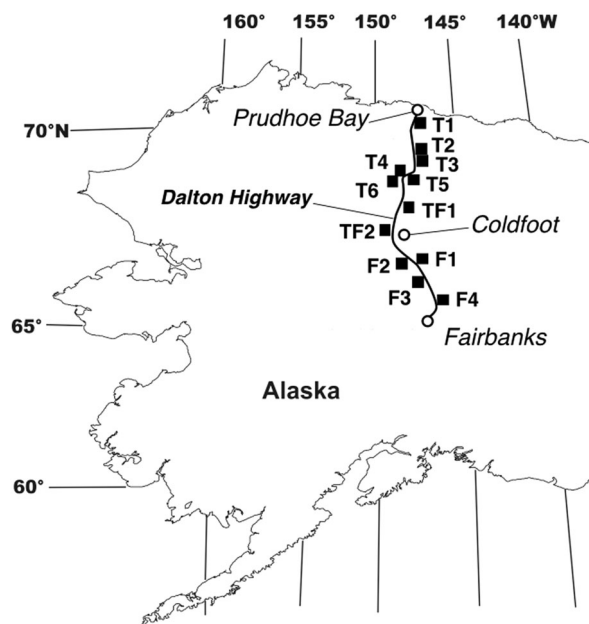 160° 155° 150° 145° 140°W
Prudhoe Bay
T1
70°N
T2
T3
T4
T5
T6
Dalton Highway
TF1
TF2
Coldfoot
F1
F2
F3
F4
65°
Fairbanks
Alaska
60°